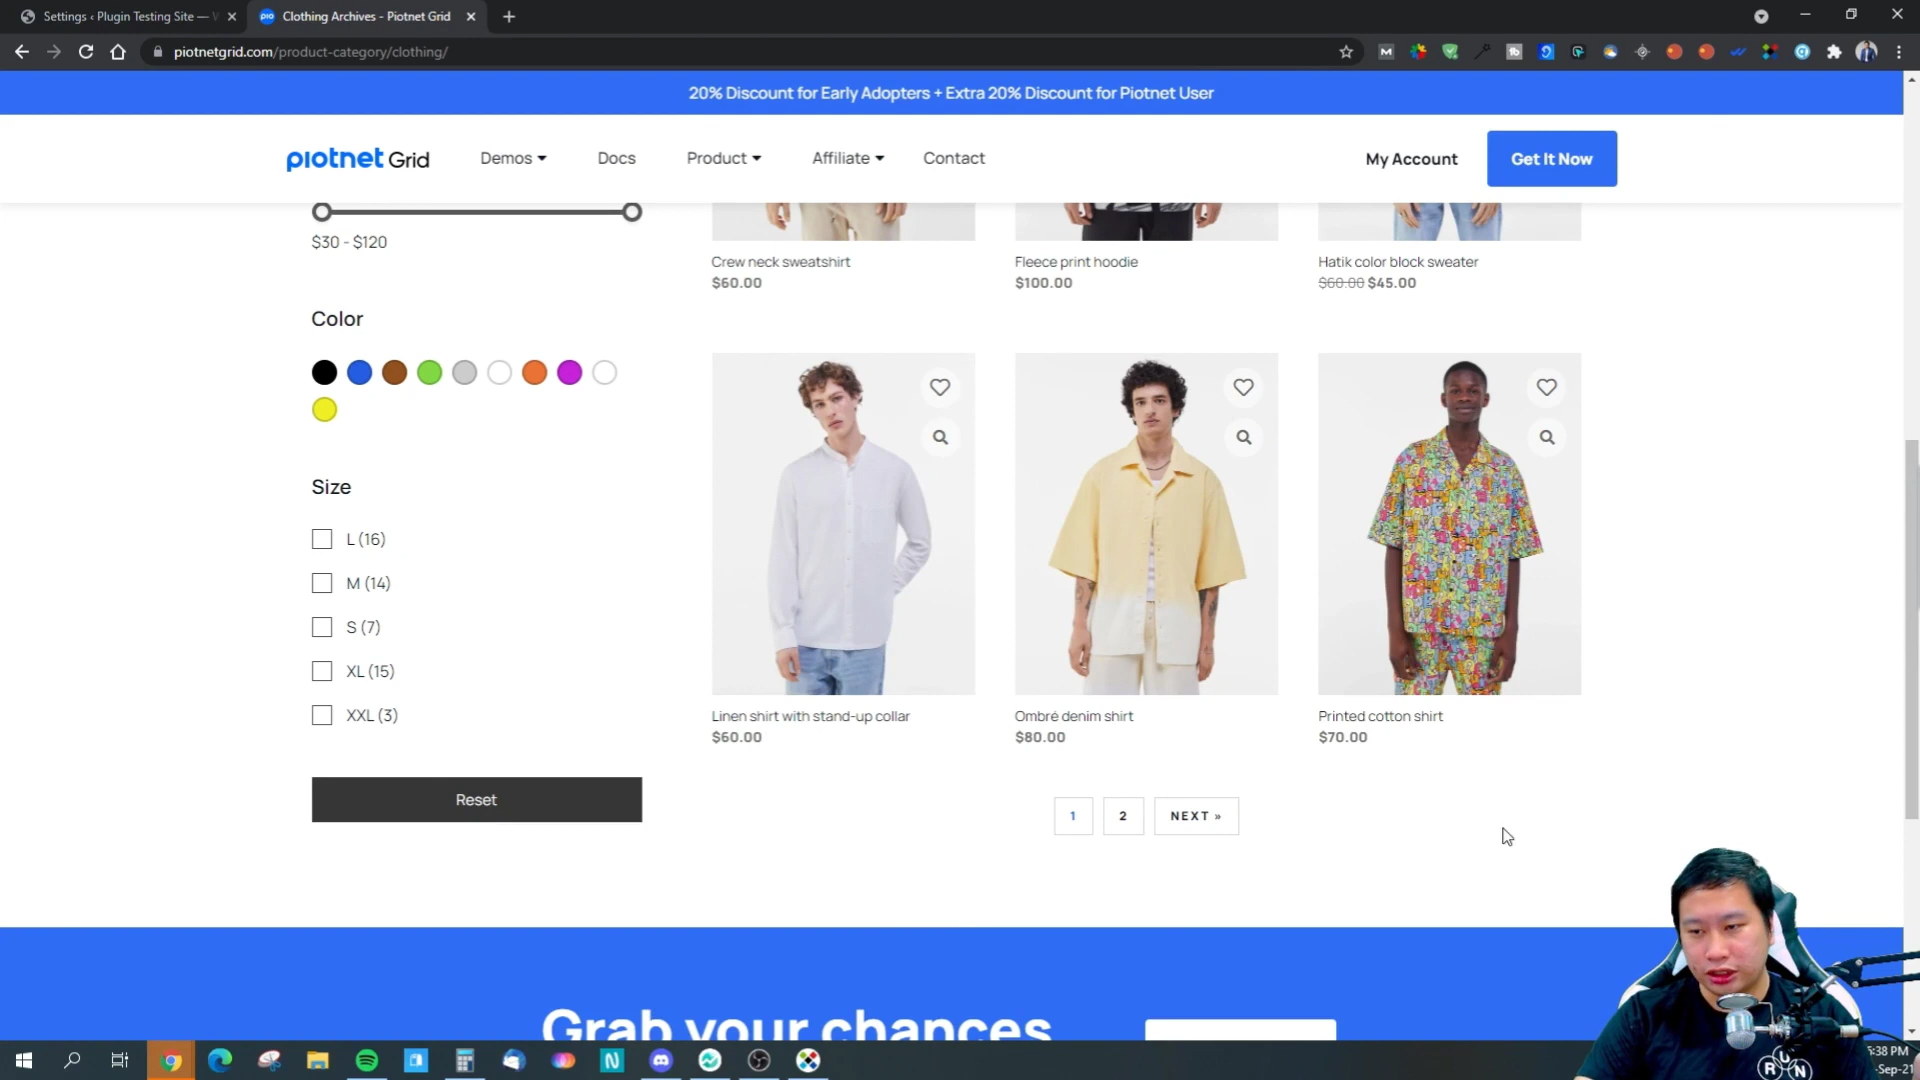 Settings ‹ Plugin Testing Site —
Clothing Archives - Piotnet Grid
piotnetgrid.com/product-category/clothing/
20% Discount for Early Adopters + Extra 20% Discount for Piotnet User
piotnet Grid
Demos
Docs
Product
Affiliate
Contact
My Account
Get It Now
$30 - $120
Color
Size
L (16)
M (14)
S (7)
XL (15)
XXL (3)
Reset
Crew neck sweatshirt
$60.00
Fleece print hoodie
$100.00
Hatik color block sweater
$60.00 $45.00
Linen shirt with stand-up collar
$60.00
Ombré denim shirt
$80.00
Printed cotton shirt
$70.00
1
2
NEXT »
Grab your chances
:38 PM
-Sep-21